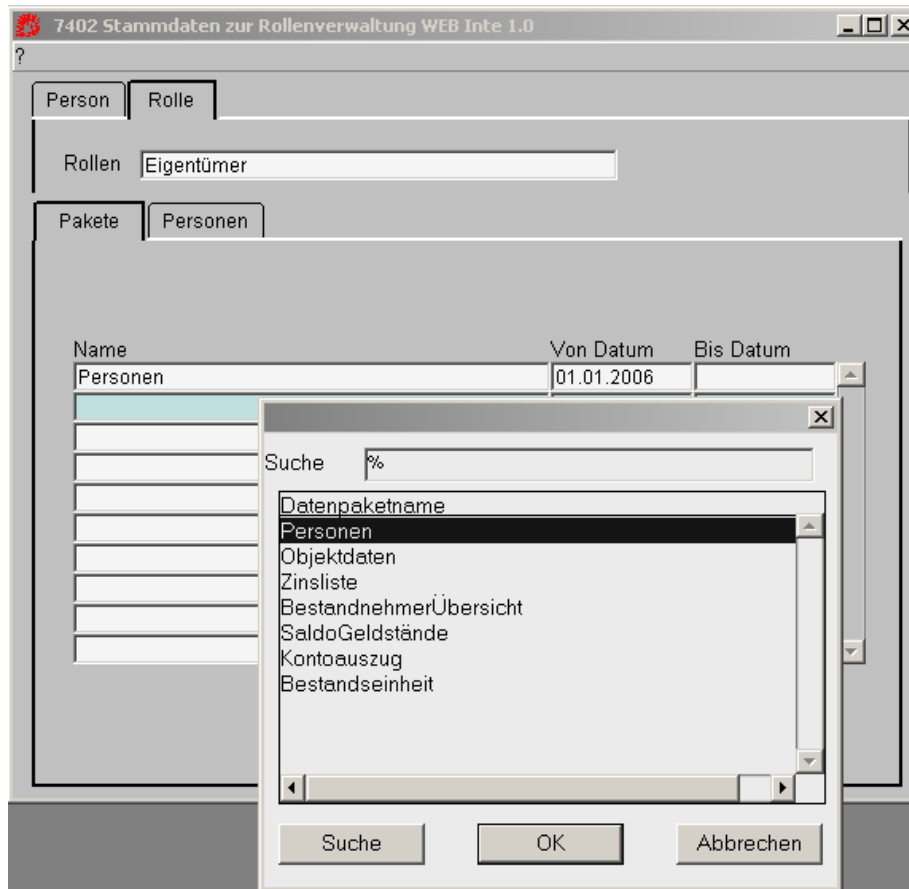 7402 Stammdaten zur Rollenverwaltung WEB Inte 1.0
?
Person Rolle
Rollen Eigentümer
Pakete Personen
Name Von Datum Bis Datum
Personen 01.01.2006
Suche %
Datenpaketname
Personen
Objektdaten
Zinsliste
BestandnehmerÜbersicht
SaldoGeldstände
Kontoauszug
Bestandseinheit
Suche OK Abbrechen